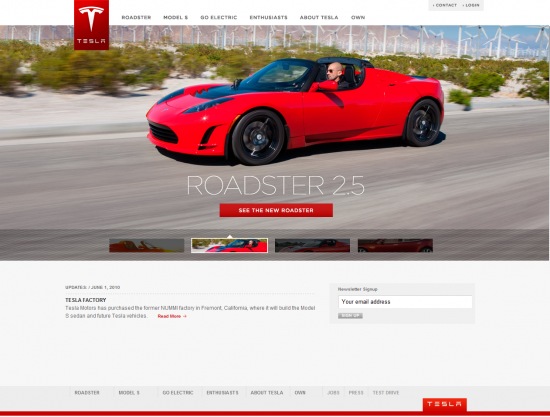 CONTACT LOGIN
ROADSTER MODEL S GO ELECTRIC ENTHUSIASTS ABOUT TESLA OWN
TESLA
ROADSTER 2.5
SEE THE NEW ROADSTER
UPDATES: / JUNE 1, 2010
TESLA FACTORY
Tesla Motors has purchased the former NUMMI factory in Fremont, California, where it will build the Model
S sedan and future Tesla vehicles. Read More →
Newsletter Signup
Your email address
SIGN UP
ROADSTER MODEL S GO ELECTRIC ENTHUSIASTS ABOUT TESLA OWN JOBS PRESS TEST DRIVE
TESLA